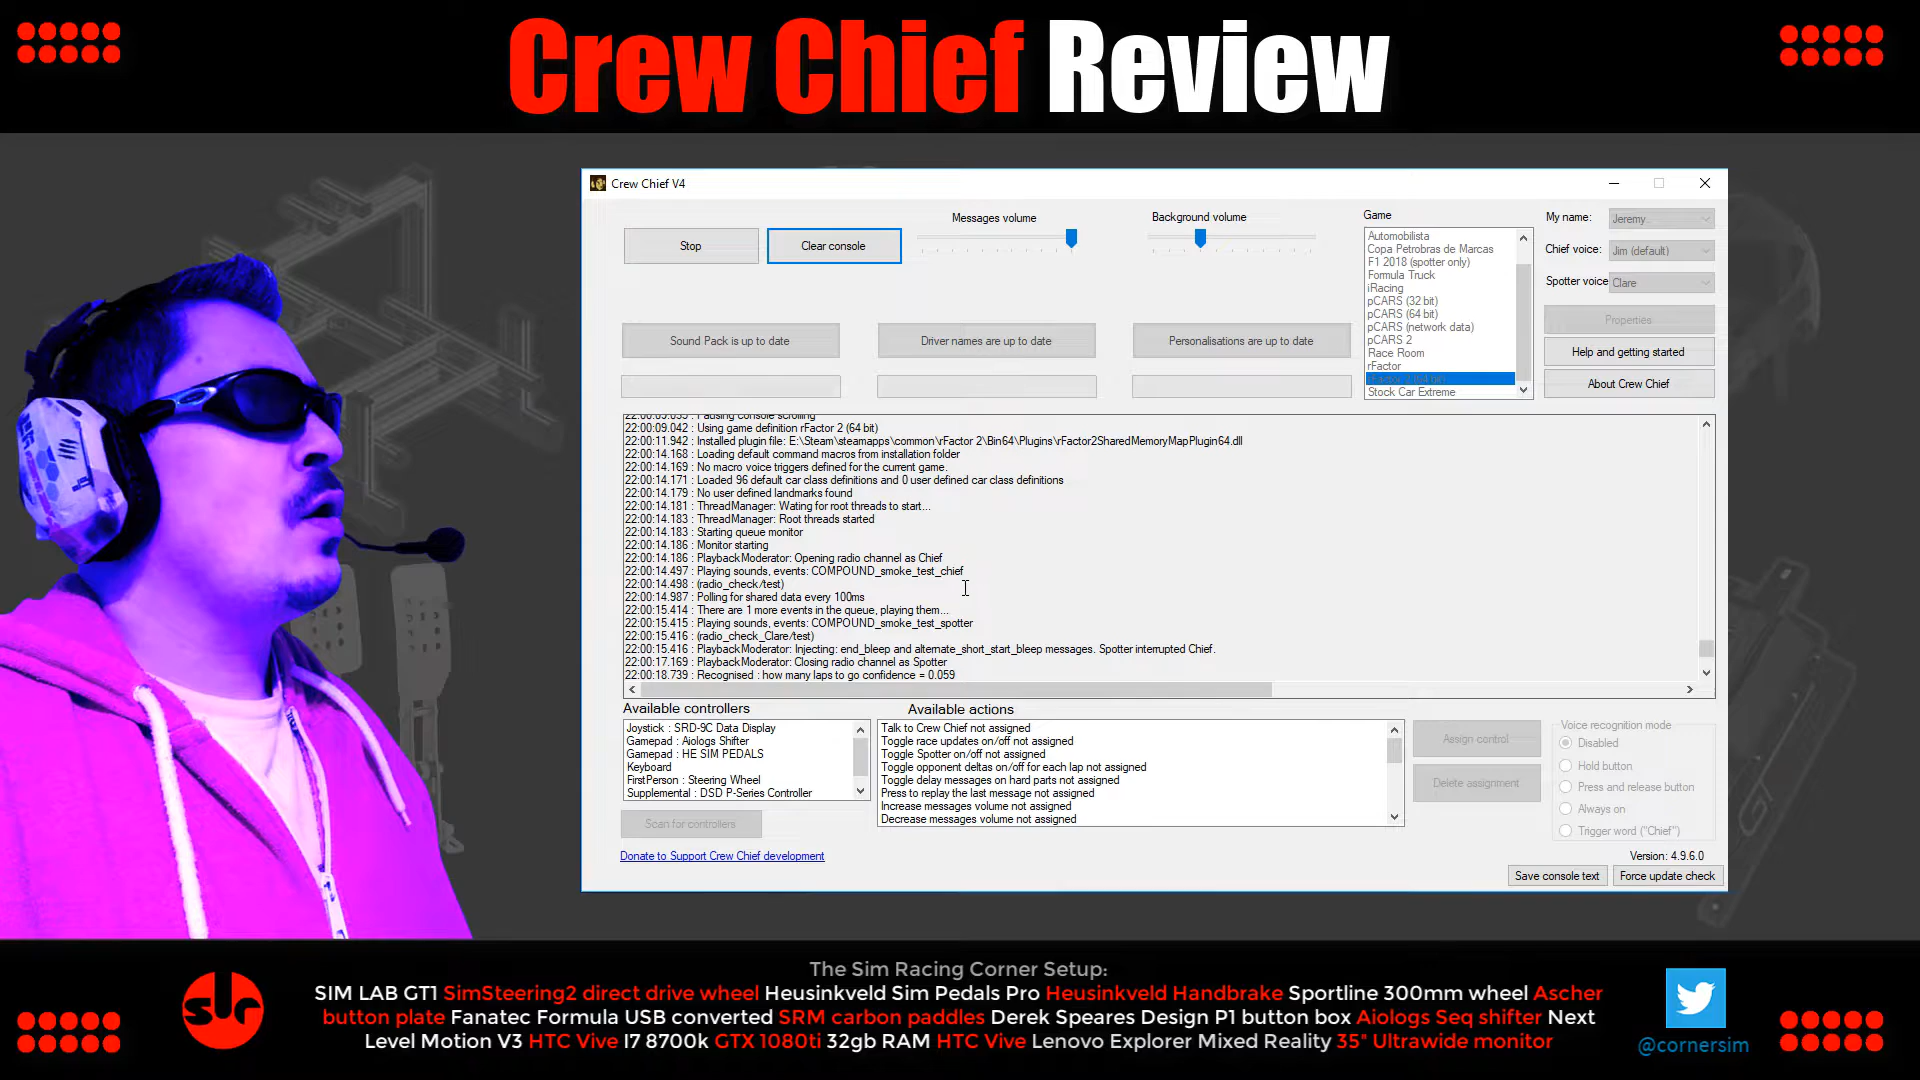 Crew Chief Review
Crew Chief V4
Stop
Clear console
Messages volume
Background volume
Game
Automobilista
Copa Petrobras de Marcas
F1 2018 (spotter only)
Formula Truck
iRacing
pCARS (32 bit)
pCARS (64 bit)
pCARS (network data)
pCARS 2
Race Room
rFactor
rFactor 2 (64 bit)
Stock Car Extreme
My name: Jeremy
Chief voice: Jim (default)
Spotter voice Clare
Properties
Help and getting started
About Crew Chief
Sound Pack is up to date
Driver names are up to date
Personalisations are up to date
22:00:09.035 : Pausing console scrolling
22:00:09.042 : Using game definition rFactor 2 (64 bit)
22:00:11.942 : Installed plugin file: E:\Steam\steamapps\common\rFactor 2\Bin64\Plugins\rFactor2SharedMemoryMapPlugin64.dll
22:00:14.168 : Loading default command macros from installation folder
22:00:14.169 : No macro voice triggers defined for the current game.
22:00:14.171 : Loaded 96 default car class definitions and 0 user defined car class definitions
22:00:14.179 : No user defined landmarks found
22:00:14.181 : ThreadManager: Wating for root threads to start...
22:00:14.183 : ThreadManager: Root threads started
22:00:14.183 : Starting queue monitor
22:00:14.186 : Monitor starting
22:00:14.186 : PlaybackModerator: Opening radio channel as Chief
22:00:14.497 : Playing sounds, events: COMPOUND_smoke_test_chief
22:00:14.498 : (radio_check/test)
22:00:14.987 : Polling for shared data every 100ms
22:00:15.414 : There are 1 more events in the queue, playing them...
22:00:15.415 : Playing sounds, events: COMPOUND_smoke_test_spotter
22:00:15.416 : (radio_check_Clare/test)
22:00:15.416 : PlaybackModerator: Injecting: end_bleep and alternate_short_start_bleep messages. Spotter interrupted Chief.
22:00:17.169 : PlaybackModerator: Closing radio channel as Spotter
22:00:18.739 : Recognised : how many laps to go confidence = 0.059
Available controllers
Joystick : SRD-9C Data Display
Gamepad : Aiologs Shifter
Gamepad : HE SIM PEDALS
Keyboard
FirstPerson : Steering Wheel
Supplemental : DSD P-Series Controller
Scan for controllers
Available actions
Talk to Crew Chief not assigned
Toggle race updates on/off not assigned
Toggle Spotter on/off not assigned
Toggle opponent deltas on/off for each lap not assigned
Toggle delay messages on hard parts not assigned
Press to replay the last message not assigned
Increase messages volume not assigned
Decrease messages volume not assigned
Assign control
Delete assignment
Voice recognition mode
Disabled
Hold button
Press and release button
Always on
Trigger word ("Chief")
Donate to Support Crew Chief development
Version: 4.9.6.0
Save console text
Force update check
The Sim Racing Corner Setup:
SIM LAB GT1 SimSteering2 direct drive wheel Heusinkveld Sim Pedals Pro Heusinkveld Handbrake Sportline 300mm wheel Ascher
button plate Fanatec Formula USB converted SRM carbon paddles Derek Speares Design P1 button box Aiologs Seq shifter Next
Level Motion V3 HTC Vive I7 8700k GTX 1080ti 32gb RAM HTC Vive Lenovo Explorer Mixed Reality 35" Ultrawide monitor
@cornersim